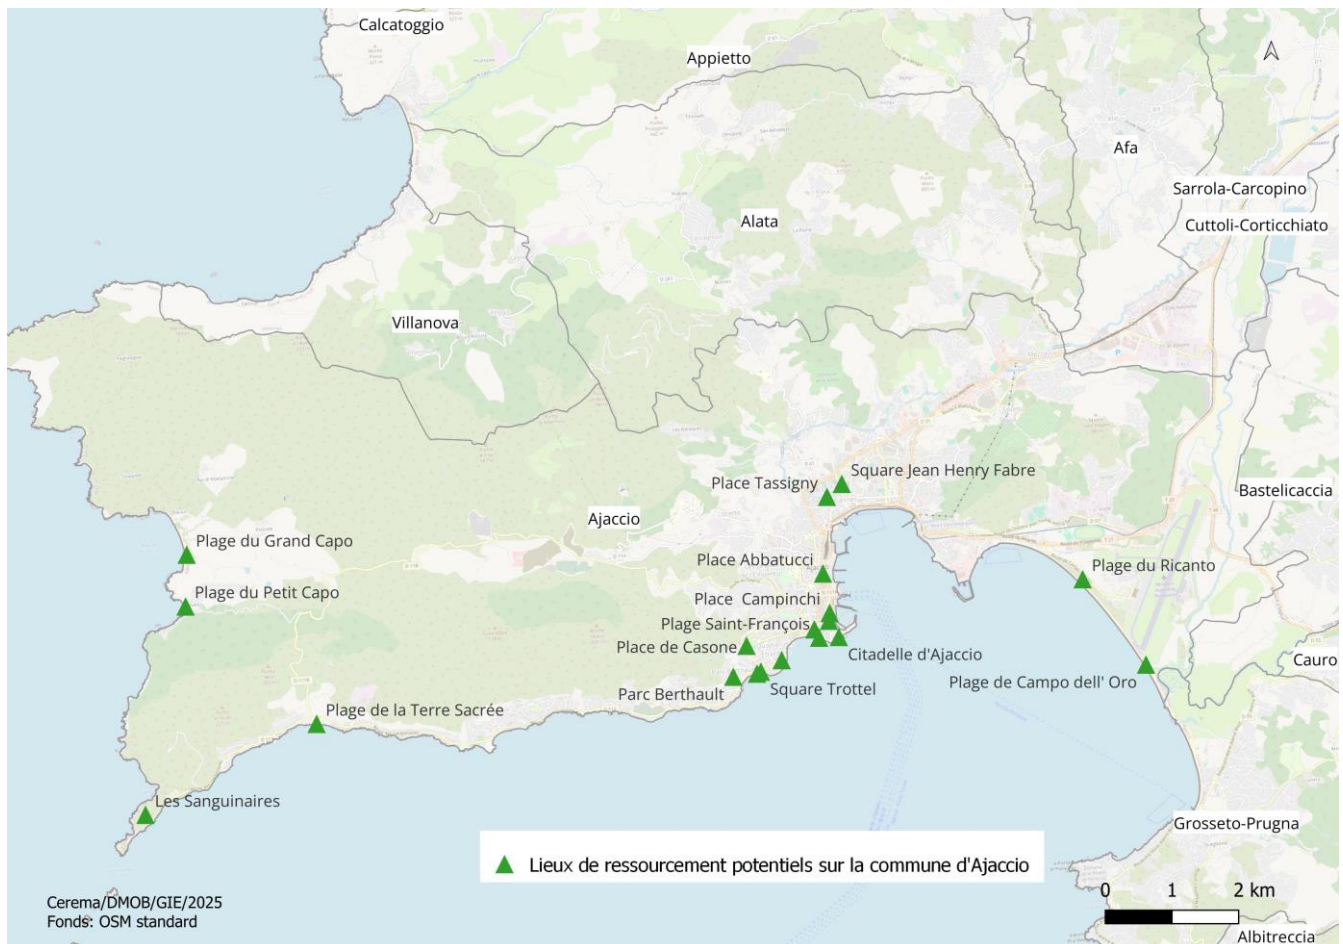 Calcatoggio
Appietto
Afa
Sarrola-Carcopino
Alata
Cuttoli-Corticchiato
Villanova
Square Jean Henry Fabre
Place Tassigny
Bastelicaccia
Ajaccio
Plage du Grand Capo
Place Abbatucci
Plage du Ricanto
Plage du Petit Capo
Place Campinchi
Plage Saint-François
Place de Casone
Citadelle d'Ajaccio
Cauro
Plage de Campo dell' Oro
Parc Berthault
Square Trottel
Plage de la Terre Sacrée
Les Sanguinaires
Grosseto-Prugna
Lieux de ressourcement potentiels sur la commune d'Ajaccio
0 1 2 km
Cerema/DMOB/GIE/2025
Fonds: OSM standard
Albitreccia